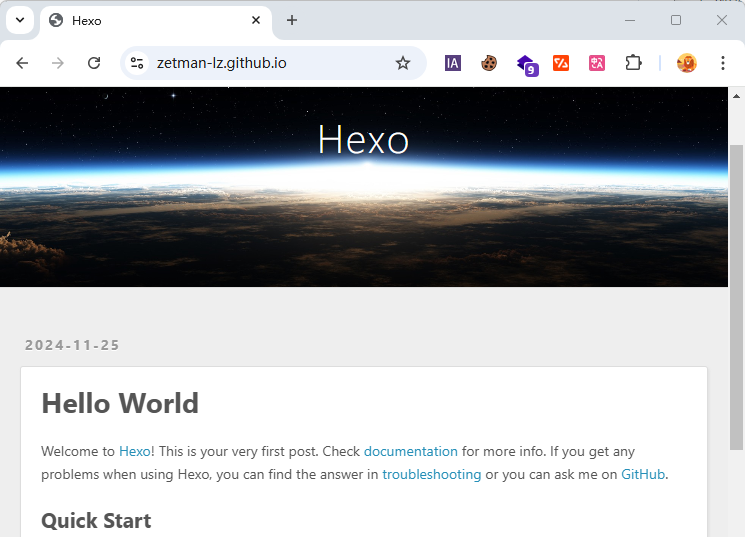 Hexo
zetman-lz.github.io
IA
9
Hexo
2024-11-25
Hello World
Welcome to Hexo! This is your very first post. Check documentation for more info. If you get any
problems when using Hexo, you can find the answer in troubleshooting or you can ask me on GitHub.
Quick Start